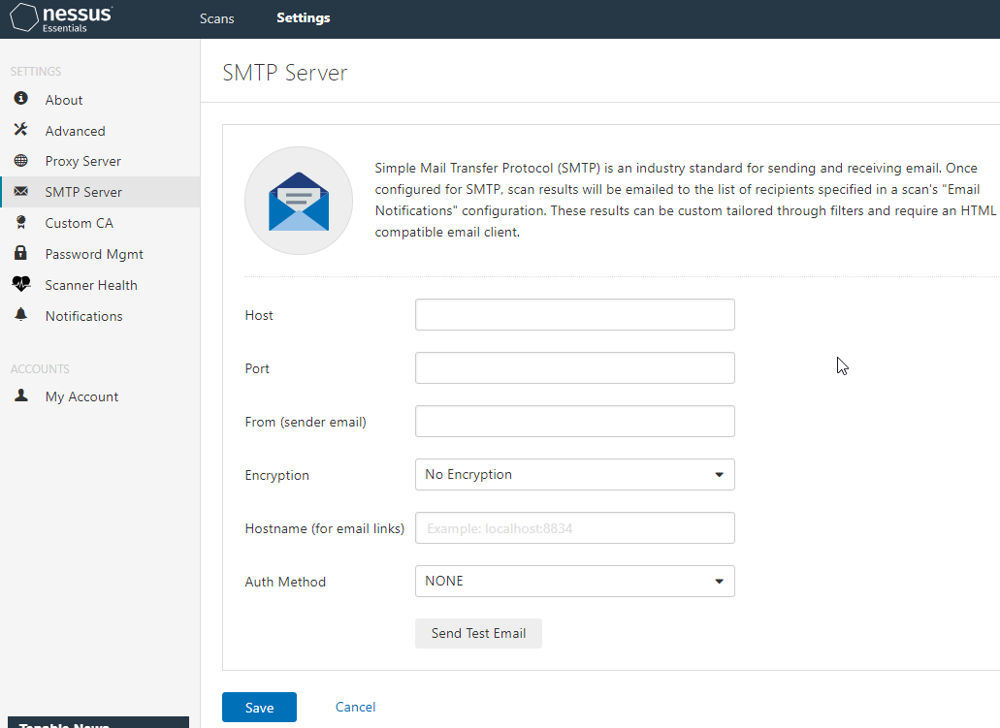 nessus
Essentials
Scans
Settings
SETTINGS
About
Advanced
Proxy Server
SMTP Server
Custom CA
Password Mgmt
Scanner Health
Notifications
ACCOUNTS
My Account
Tenable News
SMTP Server
Simple Mail Transfer Protocol (SMTP) is an industry standard for sending and receiving email. Once
configured for SMTP, scan results will be emailed to the list of recipients specified in a scan's "Email
Notifications" configuration. These results can be custom tailored through filters and require an HTML
compatible email client.
Host
Port
From (sender email)
Encryption
No Encryption
Hostname (for email links)
Example: localhost:8834
Auth Method
NONE
Send Test Email
Save
Cancel